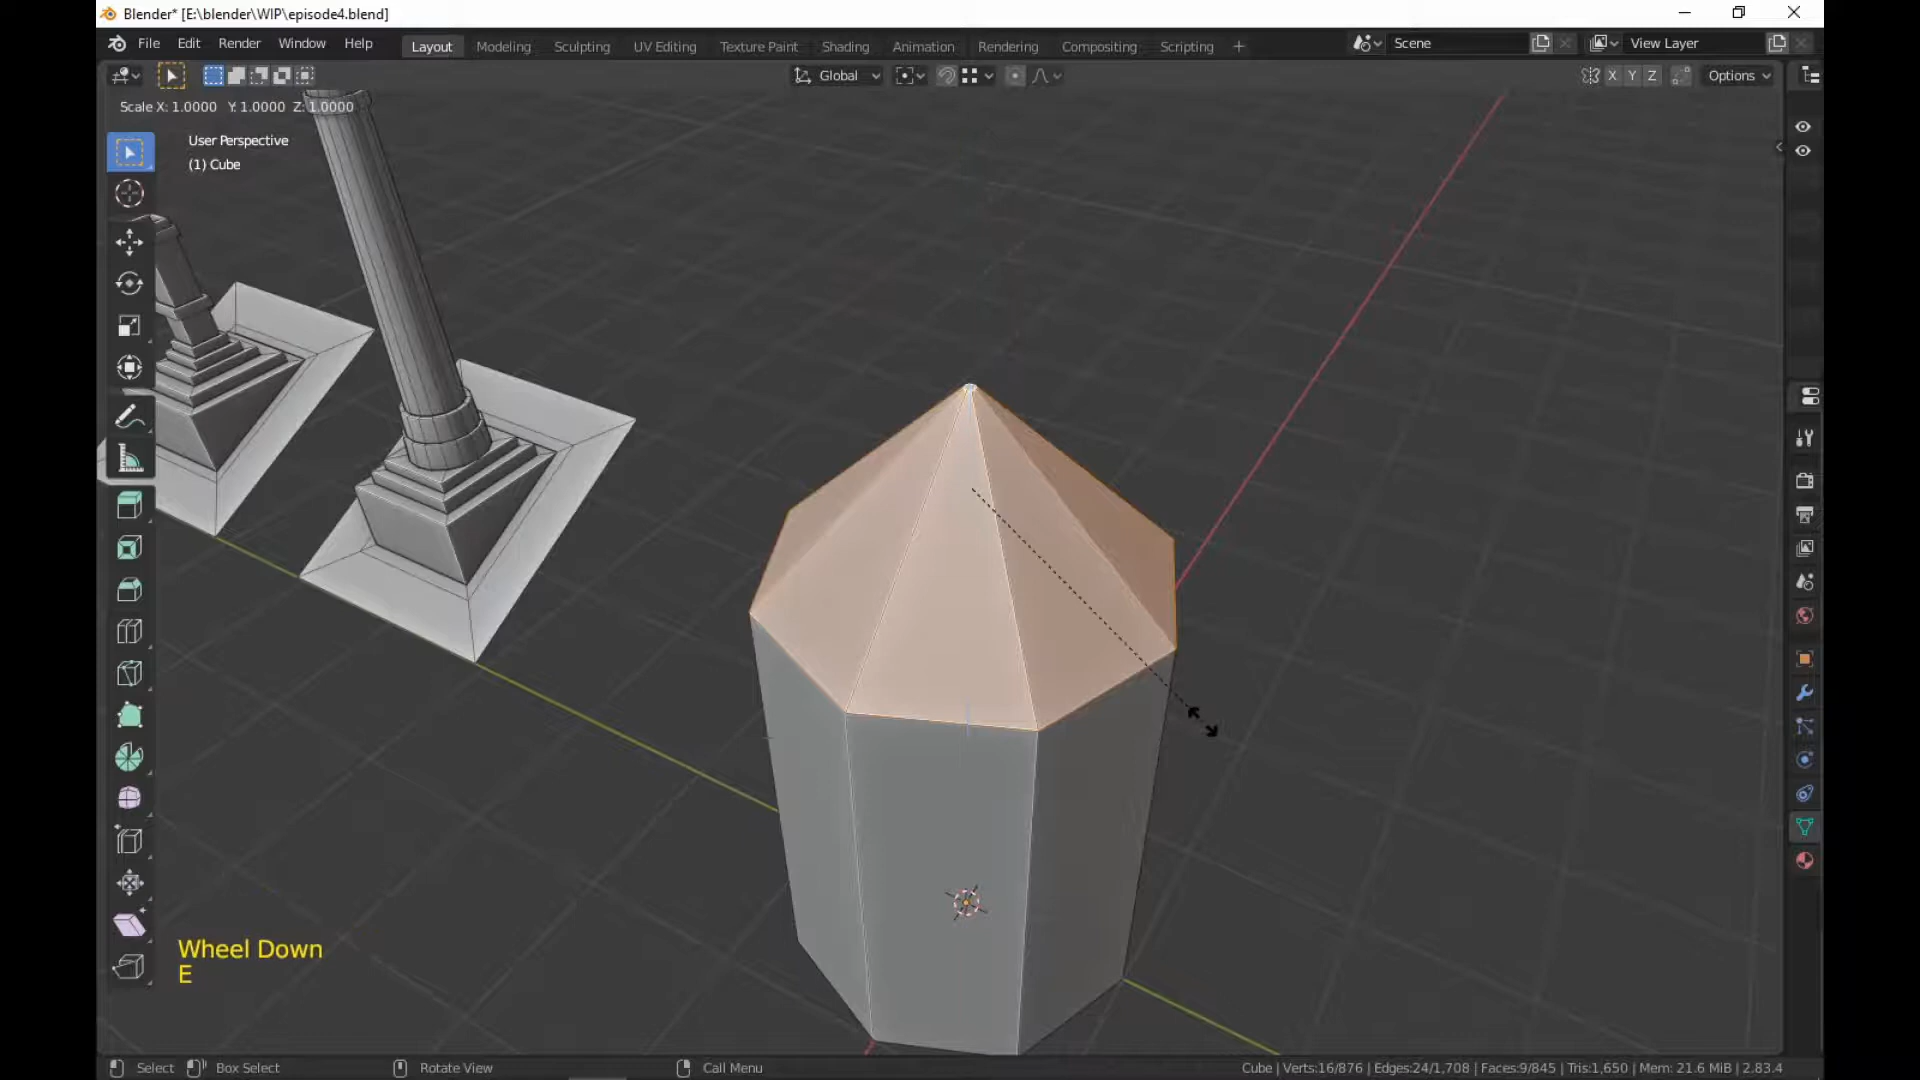 Blender* [E:\blender\WIP\episode4.blend]
File Edit Render Window Help Layout Modeling Sculpting UV Editing Texture Paint Shading Animation Rendering Compositing Scripting + Scene View Layer
Global X Y Z Options
Scale X: 1.0000 Y: 1.0000 Z: 1.0000
User Perspective
(1) Cube
Wheel Down
E
Select Box Select Rotate View Call Menu Cube | Verts:16/876 | Edges:24/1,708 | Faces:9/845 | Tris:1,650 | Mem: 21.6 MiB | 2.83.4